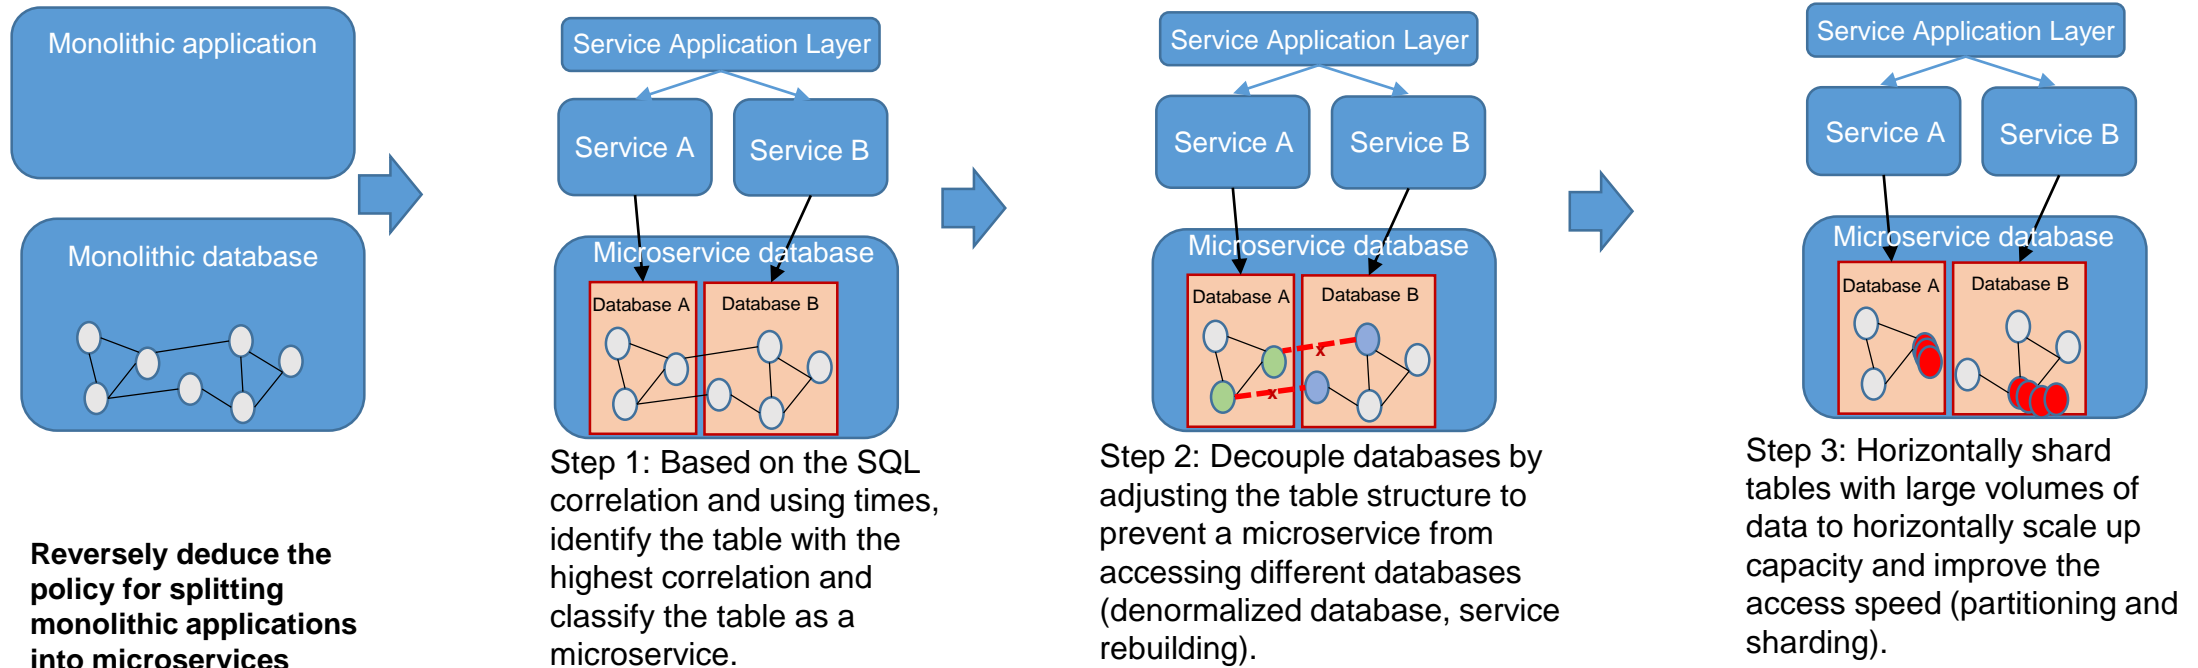 Monolithic application
Monolithic database
Reversely deduce the
policy for splitting
monolithic applications
into microservices
Service Application Layer
Service A
Service B
Microservice database
Database A
Database B
Step 1: Based on the SQL
correlation and using times,
identify the table with the
highest correlation and
classify the table as a
microservice.
Service Application Layer
Service A
Service B
Microservice database
Database A
Database B
x
x
Step 2: Decouple databases by
adjusting the table structure to
prevent a microservice from
accessing different databases
(denormalized database, service
rebuilding).
Service Application Layer
Service A
Service B
Microservice database
Database A
Database B
Step 3: Horizontally shard
tables with large volumes of
data to horizontally scale up
capacity and improve the
access speed (partitioning and
sharding).